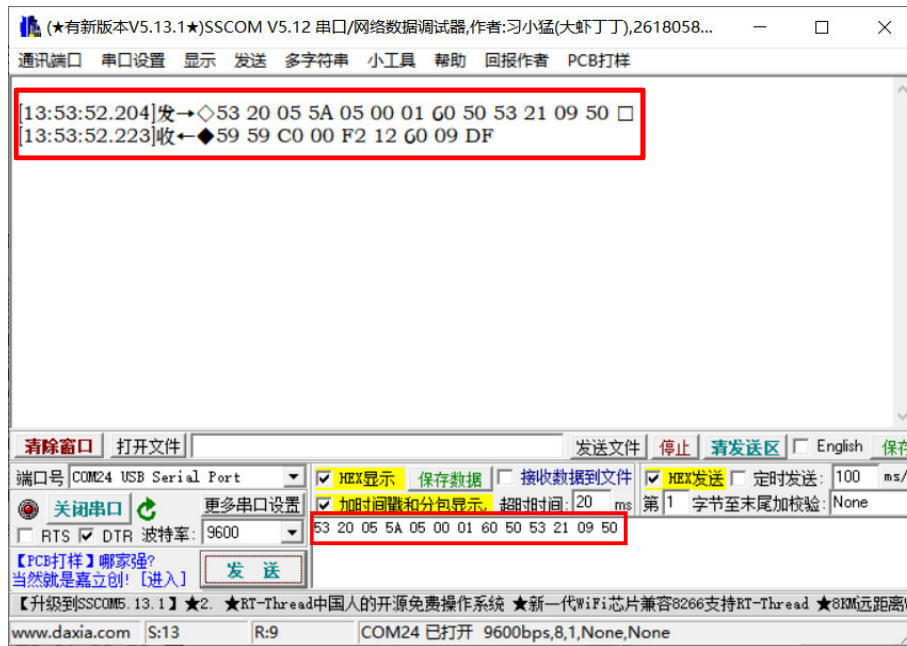 (★有新版本V5.13.1★)SSCOM V5.12 串口/网络数据调试器,作者:习小猛(大虾丁丁),2618058...
通讯端口 串口设置 显示 发送 多字符串 小工具 帮助 回报作者 PCB打样
[13:53:52.204]发→◇53 20 05 5A 05 00 01 60 50 53 21 09 50 □
[13:53:52.223]收←◆59 59 C0 00 F2 12 60 09 DF
清除窗口 打开文件 发送文件 停止 清发送区 English 保存
端口号 COM24 USB Serial Port HEX显示 保存数据 接收数据到文件 HEX发送 定时发送: 100 ms/
关闭串口 更多串口设置 加时间戳和分包显示, 超时时间: 20 ms 第 1 字节至末尾加校验: None
RTS DTR 波特率: 9600 53 20 05 5A 05 00 01 60 50 53 21 09 50
【PCB打样】哪家强?
当然就是嘉立创! [进入] 发 送
【升级到SSCOM5.13.1】★2. ★RT-Thread中国人的开源免费操作系统 ★新一代WiFi芯片兼容8266支持RT-Thread ★8KM远距离
www.daxia.com S:13 R:9 COM24 已打开 9600bps,8,1,None,None